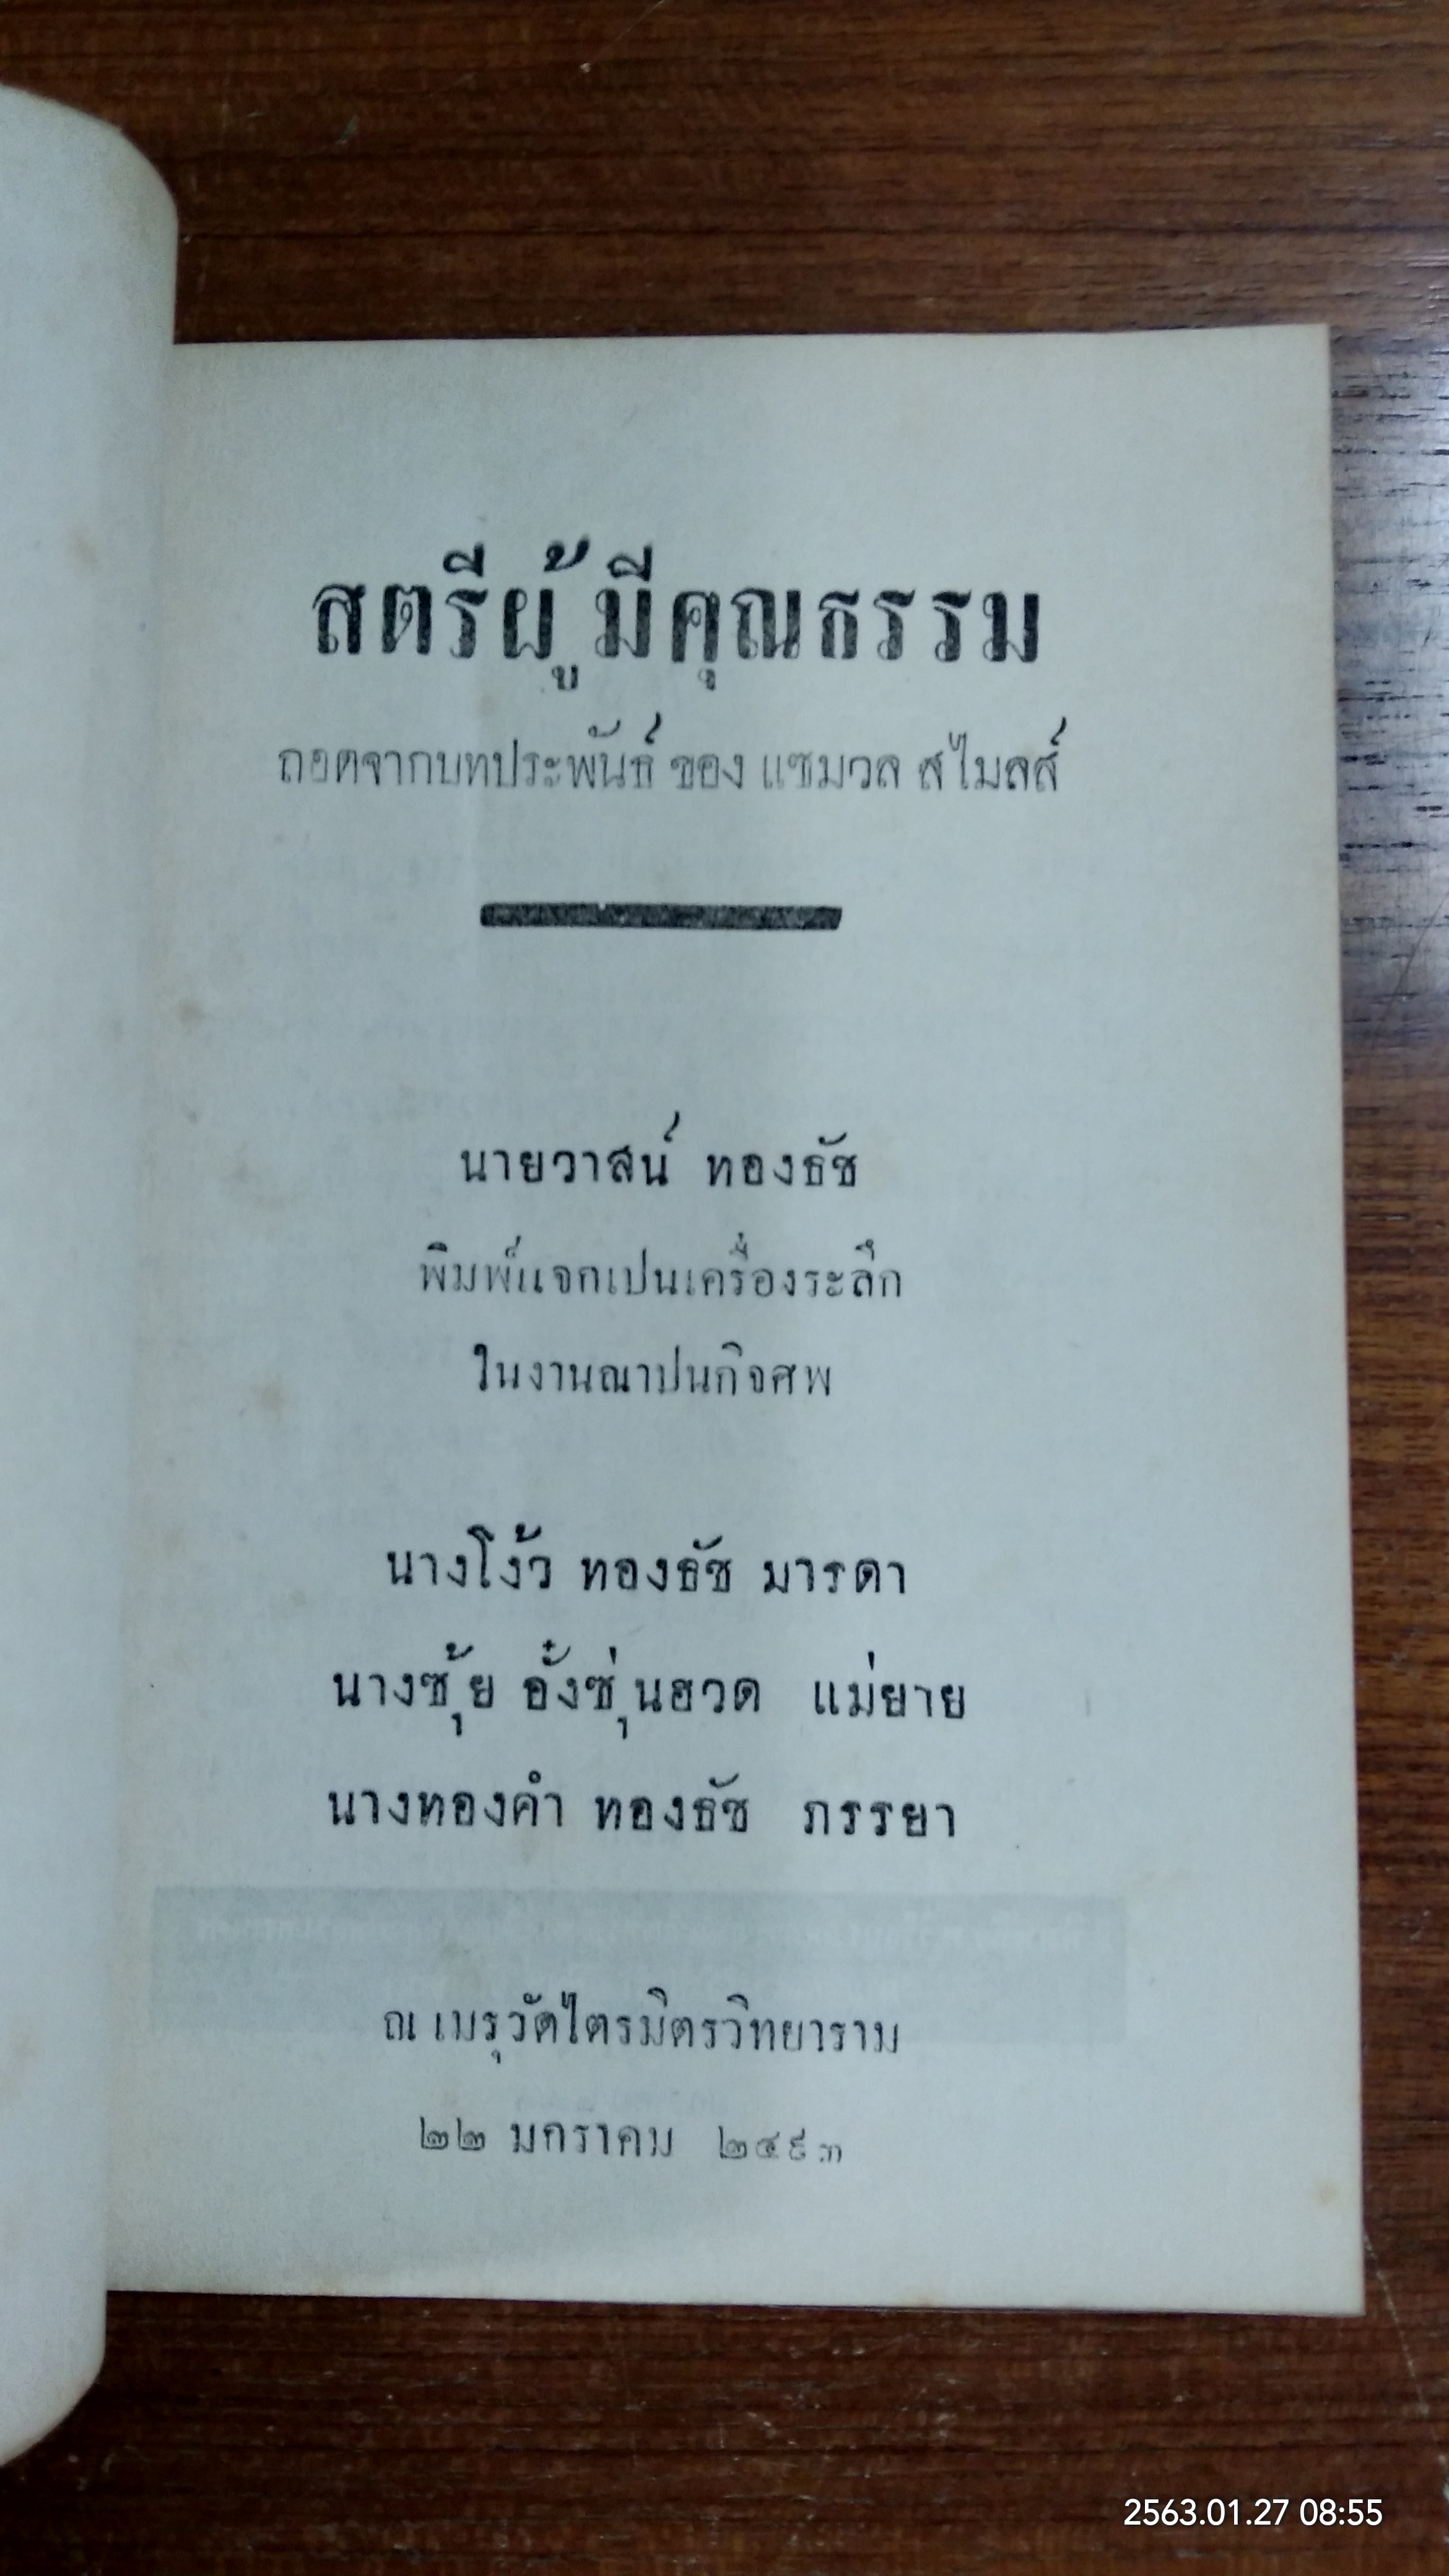 สตรีผู้มีคุณธรรม
ถอดจากบทประพันธ์ ของ แซมวล สไมลส์
นายวาสน์ ทองธัช
พิมพ์แจกเปนเครื่องระลึก
ในงานฌาปนกิจศพ
นางโง้ว ทองธัช มารดา
นางซุ้ย อั๋งซุ่นฮวด แม่ยาย
นางทองคำ ทองธัช ภรรยา
ณ เมรุวัดไตรมิตรวิทยาราม
๒๒ มกราคม ๒๔๙๓
2563.01.27 08:55